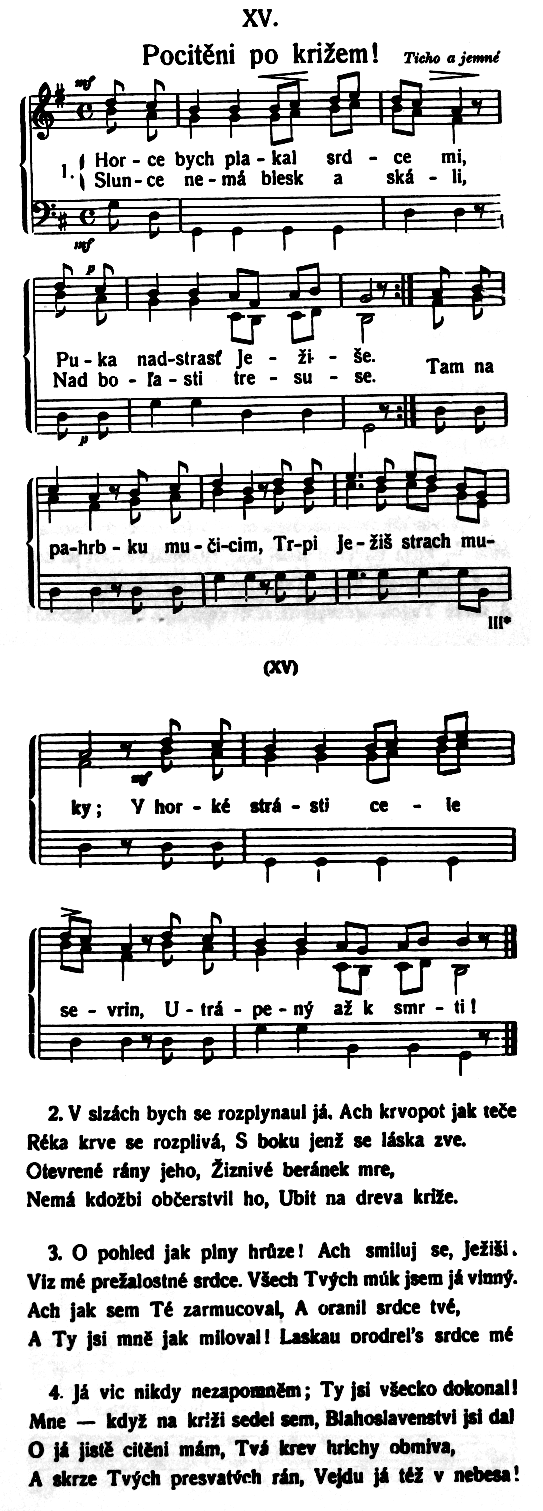 XV.
Pocitěni po križem!
Ticho a jemné
mf
1. Hor - ce bych pla - kal srd - ce mi,
Slun - ce ne - má blesk a ská - li,
mf
p
Pu - ka nad-strasť Je - ži - še.
Nad bo - ľa - sti tre - su - se. Tam na
p
pa-hrb - ku mu - či-cim, Tr-pi Je-žiš strach mu-
III*
(XV)
mf
ky; V hor - ké strá - sti ce - le
se - vrin, U - trá - pe - ný až k smr - ti!
2. V slzách bych se rozplynaul já. Ach krvopot jak teče
Réka krve se rozplivá, S boku jenž se láska zve.
Otevrené rány jeho, Žiznivé beránek mre,
Nemá kdožbi občerstvil ho, Ubit na dreva križe.
3. O pohled jak plny hrůze! Ach smiluj se, Ježiši.
Viz mé prežalostné srdce. Všech Tvých múk jsem já vinný.
Ach jak sem Té zarmucoval, A oranil srdce tvé,
A Ty jsi mně jak miloval! Laskau prodrel's srdce mé
4. Já vic nikdy nezapomněm; Ty jsi všecko dokonal!
Mne — když na križi sedel sem, Blahoslavenstvi jsi dal
O já jistě citěni mám, Tvá krev hrichy obmiva,
A skrze Tvých presvatých rán, Vejdu já též v nebesa!